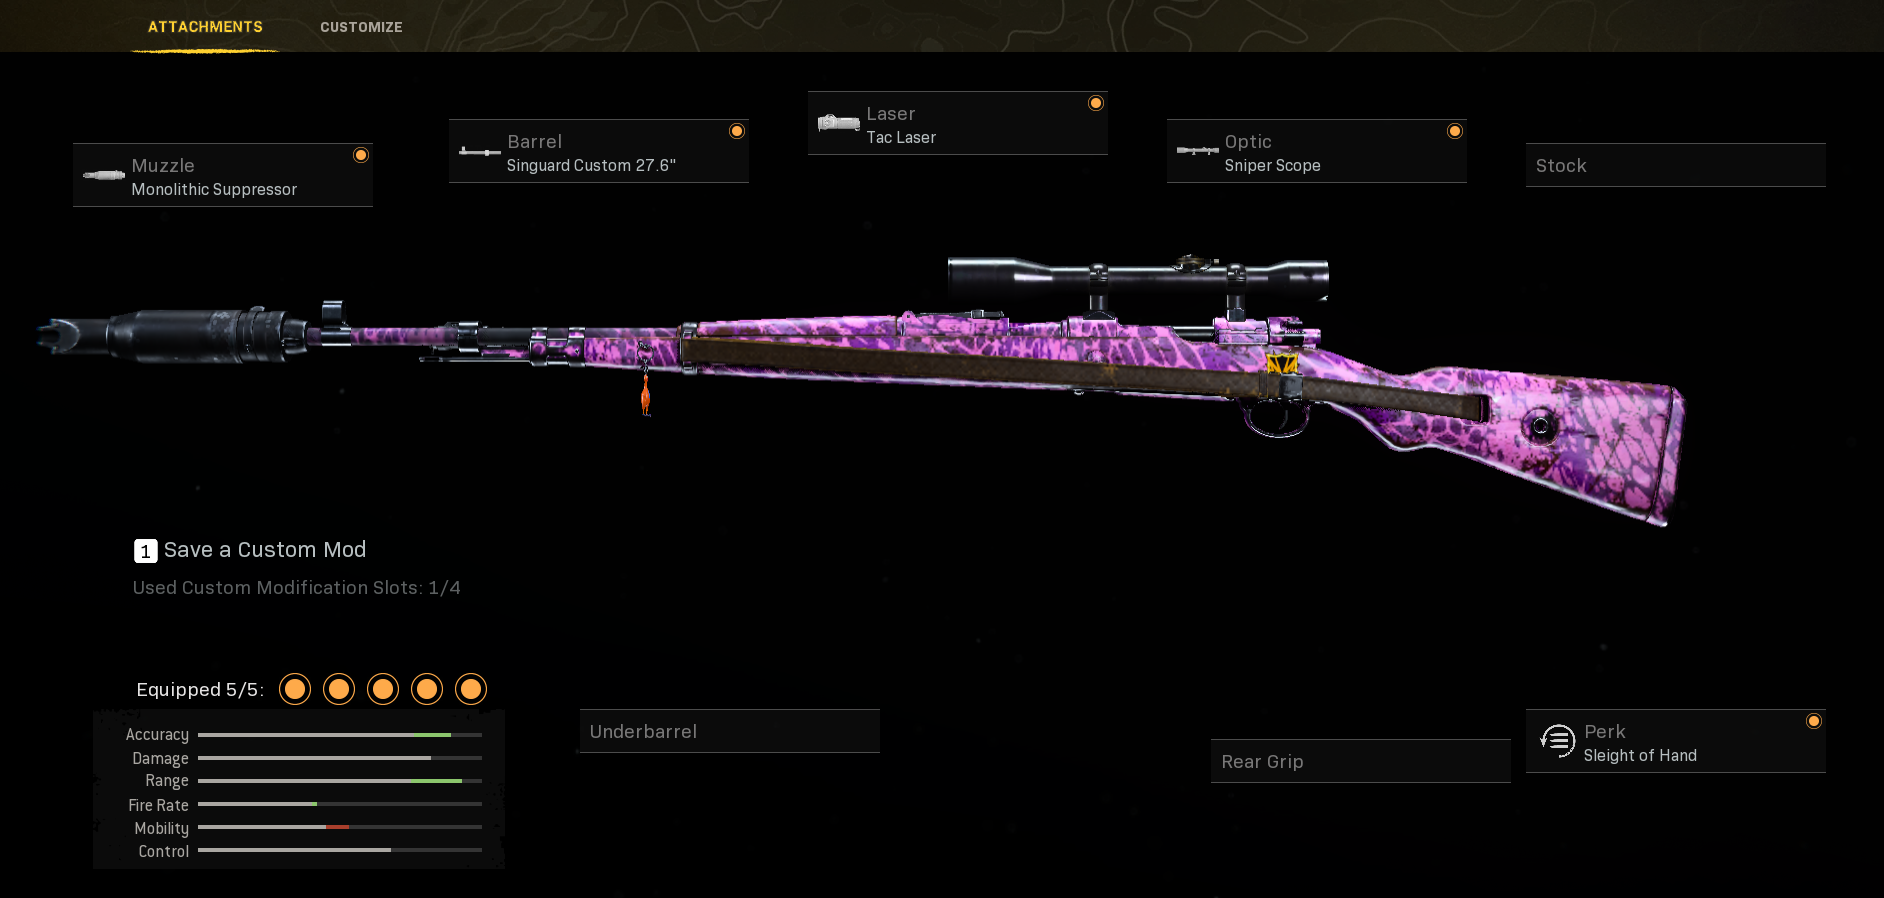 ATTACHMENTS
CUSTOMIZE
Muzzle
Monolithic Suppressor
Barrel
Singuard Custom 27.6"
Laser
Tac Laser
Optic
Sniper Scope
Stock
1 Save a Custom Mod
Used Custom Modification Slots: 1/4
Equipped 5/5:
Accuracy
Damage
Range
Fire Rate
Mobility
Control
Underbarrel
Rear Grip
Perk
Sleight of Hand